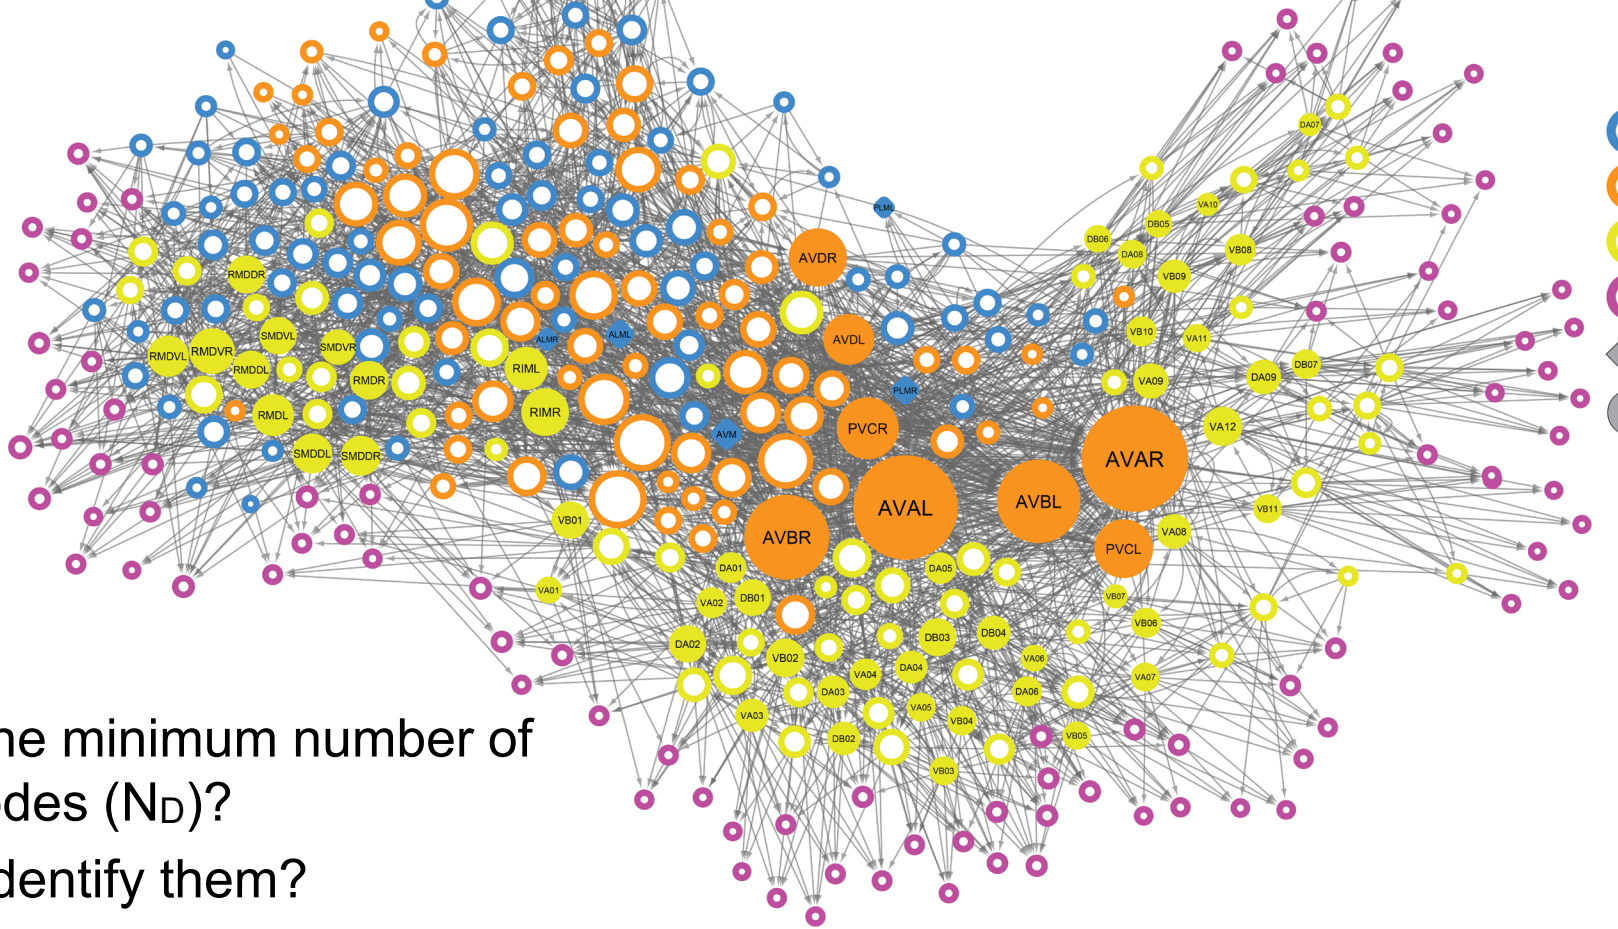 DA07
VA10
PLML
DB05
DB06
DA08
VB08
AVDR
VB09
RMDDR
SMDVL
ALMR
ALML
AVDL
VB10
VA11
SMDVR
RMDVR
RMDVL
RMDDL
RIML
DB07
DA09
VA09
RMDR
PLMR
RMDL
RIMR
PVCR
VA12
AVM
SMDDL
SMDDR
AVAR
AVBL
AVAL
VB11
VB01
AVBR
VA08
PVCL
DA01
DA05
VA01
VA02
DB01
VB07
VB06
DB03
DB04
DA02
VB02
VA06
DA04
VA04
VA07
DA03
DA06
VA05
VA03
VB04
VB05
DB02
VB03
he minimum number of
odes (ND)?
dentify them?